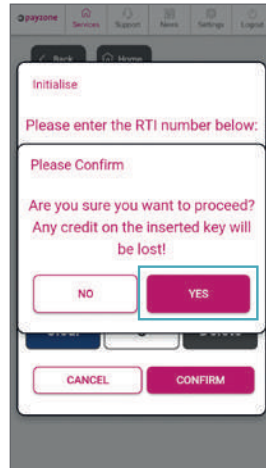 payzone
Services Support News Settings Logout
Back Home
Initialise
Please enter the RTI number below:
Please Confirm
Are you sure you want to proceed?
Any credit on the inserted key will
be lost!
NO YES
CANCEL CONFIRM